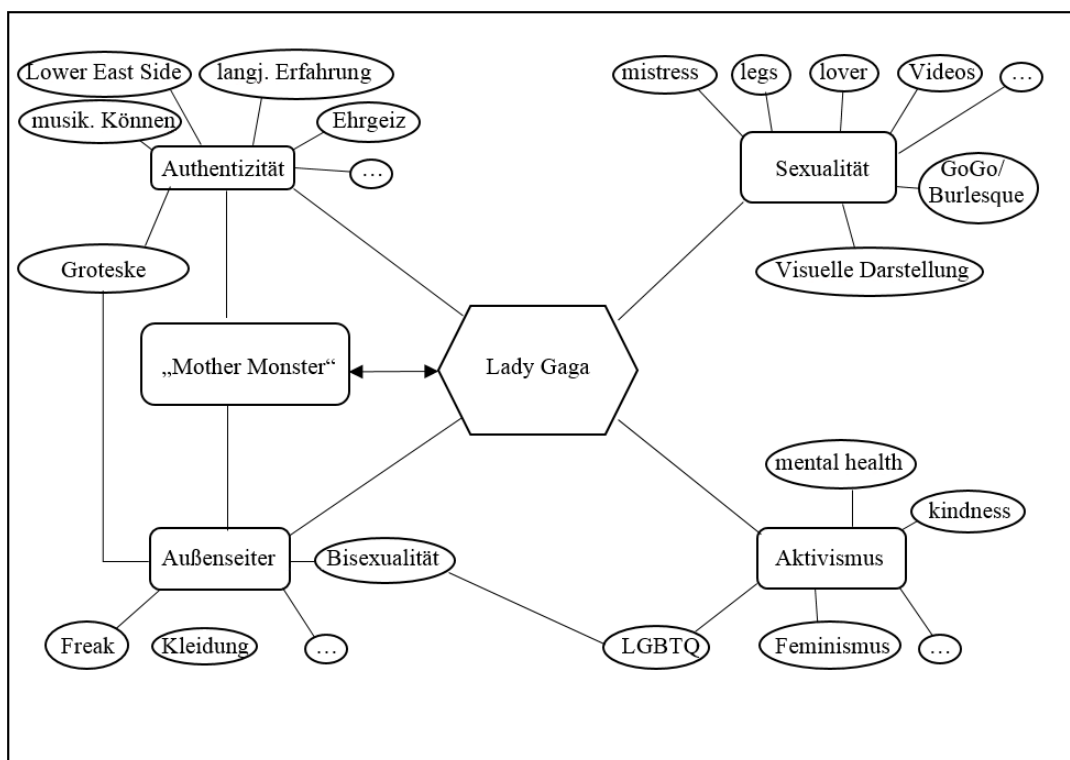 Lower East Side
langj. Erfahrung
musik. Können
Ehrgeiz
Authentizität
…
Groteske
„Mother Monster“
Lady Gaga
mistress
legs
lover
Videos
…
Sexualität
GoGo/
Burlesque
Visuelle Darstellung
Außenseiter
Bisexualität
Freak
Kleidung
…
mental health
kindness
Aktivismus
LGBTQ
Feminismus
…